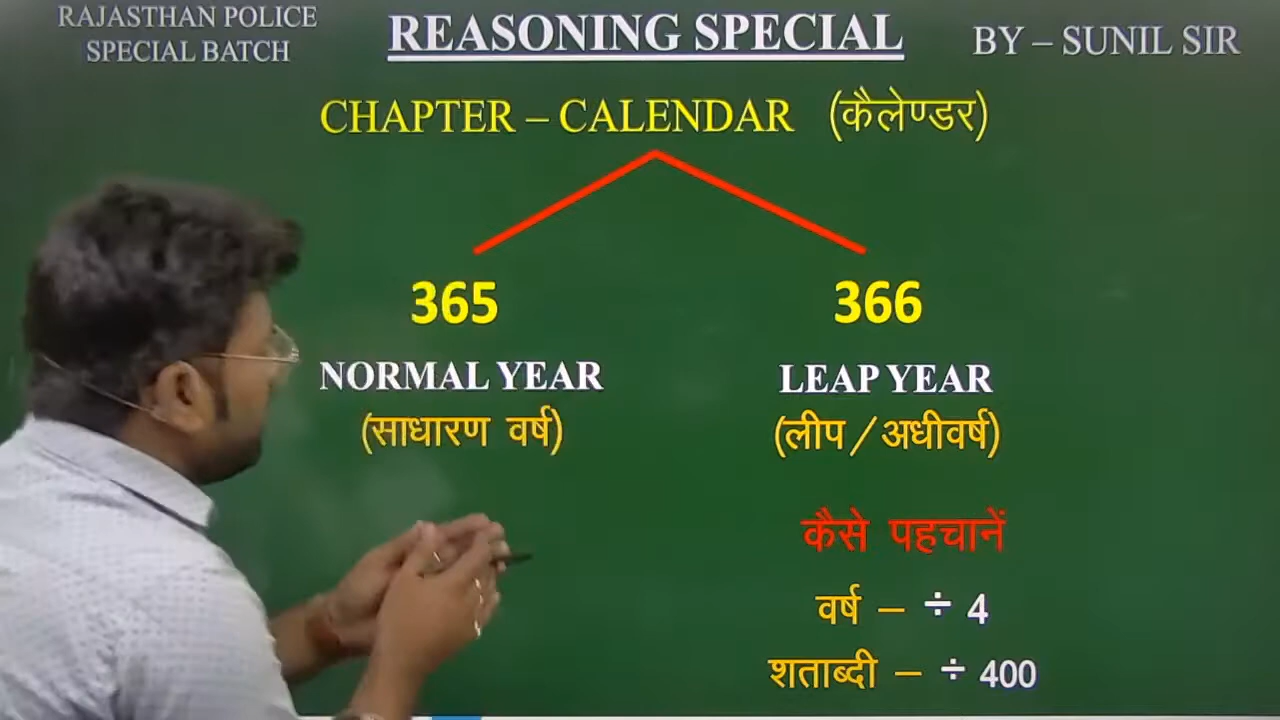 RAJASTHAN POLICE
SPECIAL BATCH
REASONING SPECIAL
BY – SUNIL SIR
CHAPTER – CALENDAR (कैलेण्डर)
365
366
NORMAL YEAR
LEAP YEAR
(साधारण वर्ष)
(लीप / अधीवर्ष)
कैसे पहचानें
वर्ष – ÷ 4
शताब्दी – ÷ 400